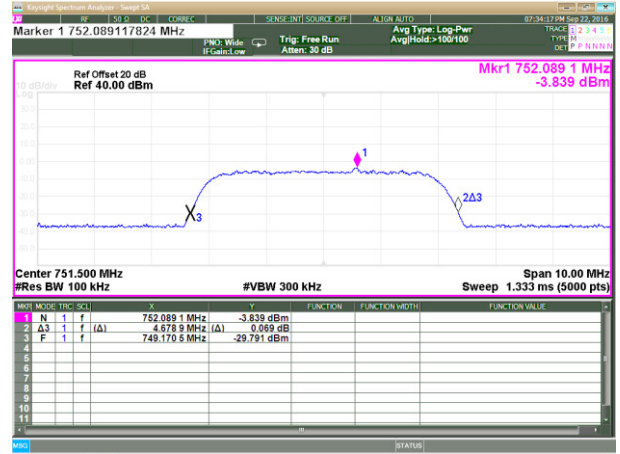 Keysight Spectrum Analyzer - Swept SA
RF 50 Ω DC CORREC SENSE:INT SOURCE OFF ALIGN AUTO 07:34:17 PM Sep 22, 2016
Marker 1 752.089117824 MHz
PNO: Wide
IFGain:Low
Trig: Free Run
Atten: 30 dB
Avg Type: Log-Pwr
Avg|Hold:>100/100
TRACE 1 2 3 4 5
TYPE M
DET P P N N N N
Ref Offset 20 dB
10 dB/div Ref 40.00 dBm
Log
Mkr1 752.089 1 MHz
-3.839 dBm
1
2Δ3
3
Center 751.500 MHz Span 10.00 MHz
#Res BW 100 kHz #VBW 300 kHz Sweep 1.333 ms (5000 pts)
MKR MODE TRC SCL X Y FUNCTION FUNCTION WIDTH FUNCTION VALUE
1 N 1 f 752.089 1 MHz -3.839 dBm
2 Δ3 1 f (Δ) 4.678 9 MHz (Δ) 0.069 dB
3 F 1 f 749.170 5 MHz -29.791 dBm
4
5
6
7
8
9
10
11
MSG STATUS